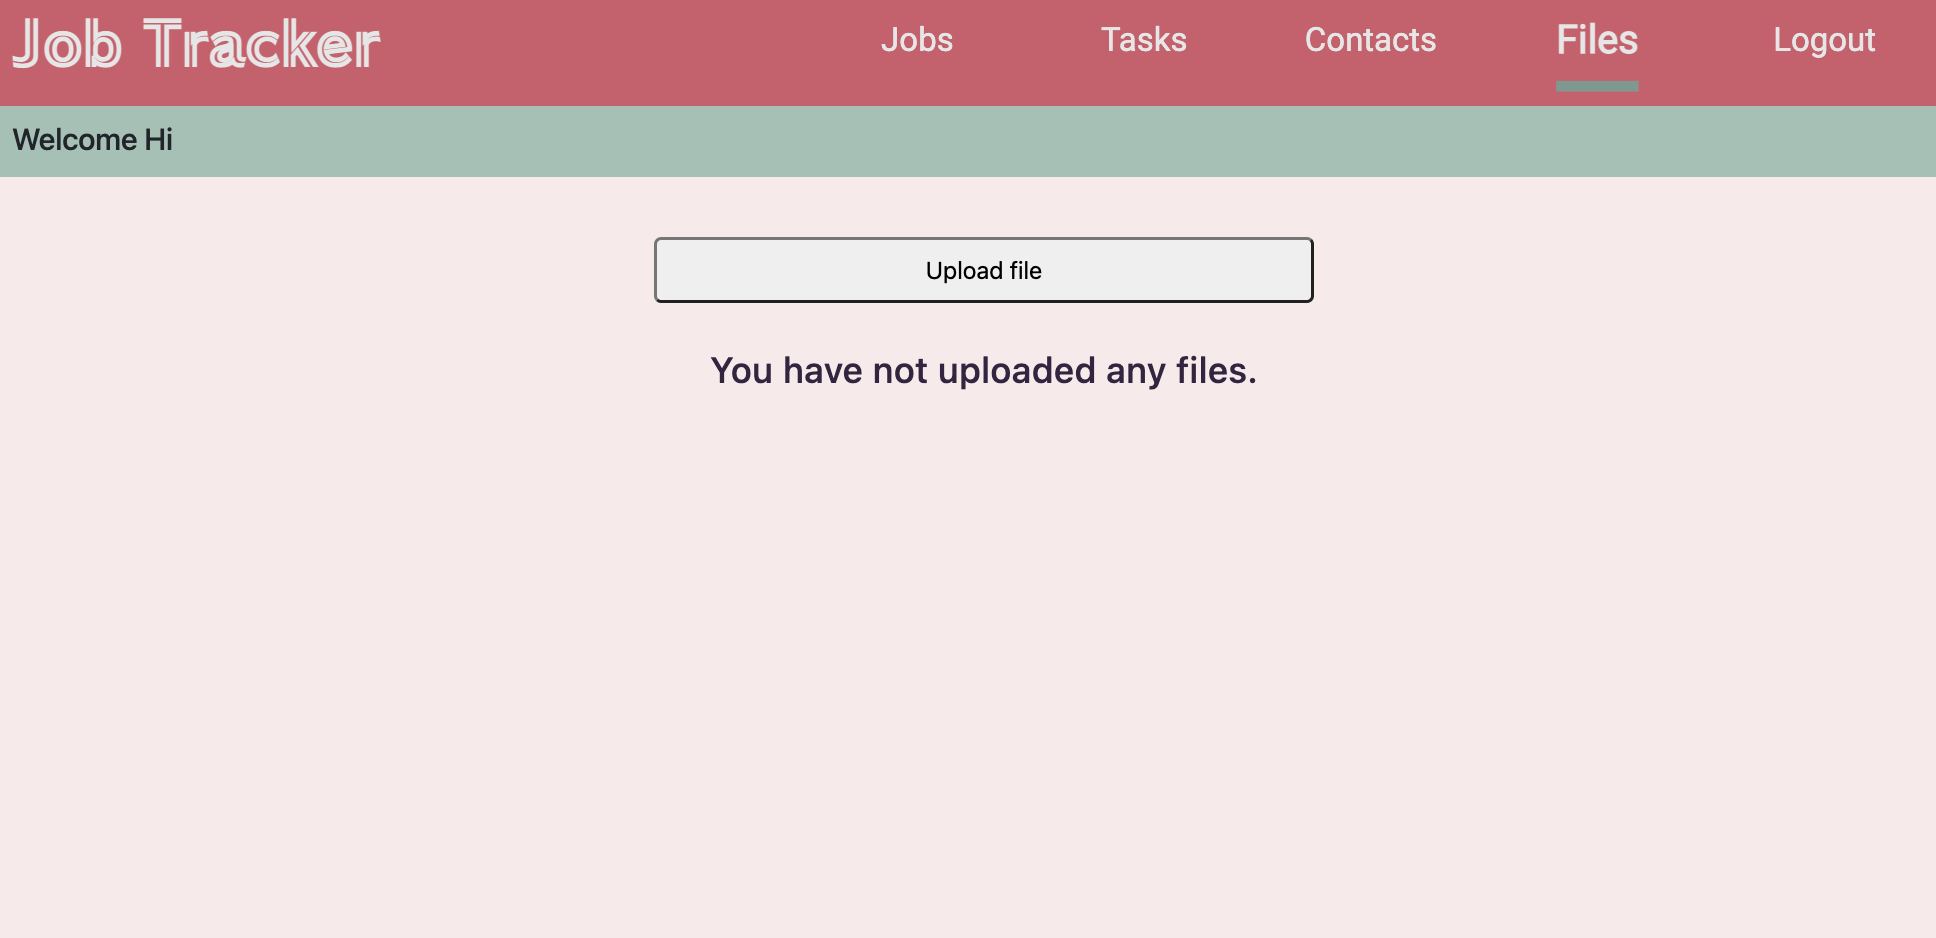 Job Tracker
Jobs
Tasks
Contacts
Files
Logout
Welcome Hi
Upload file
You have not uploaded any files.